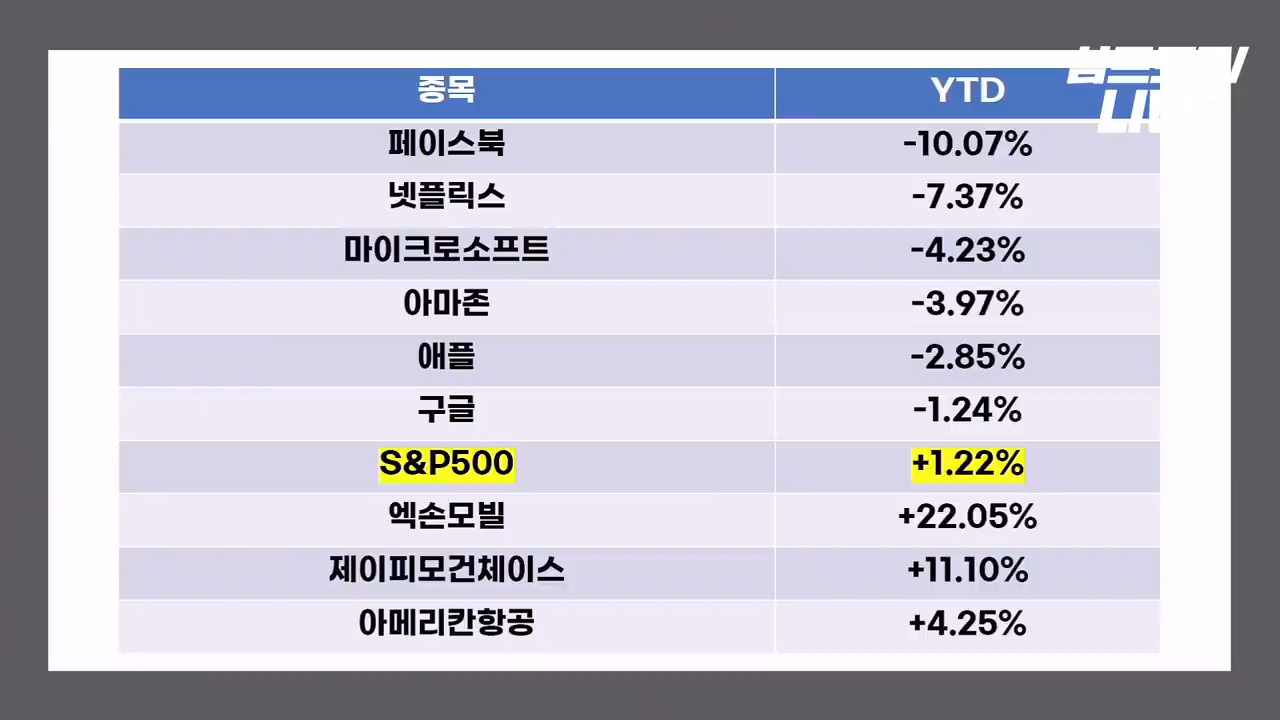 종목 YTD
페이스북 -10.07%
넷플릭스 -7.37%
마이크로소프트 -4.23%
아마존 -3.97%
애플 -2.85%
구글 -1.24%
S&P500 +1.22%
엑손모빌 +22.05%
제이피모건체이스 +11.10%
아메리칸항공 +4.25%